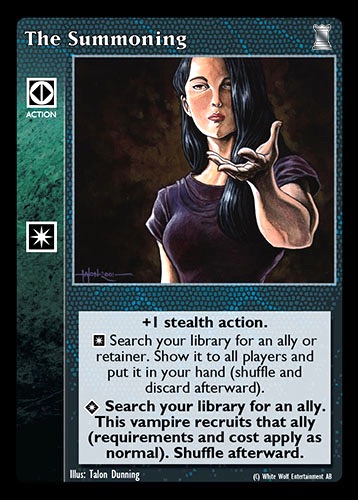 The Summoning
ACTION
TALON 2001
+1 stealth action.
Search your library for an ally or
retainer. Show it to all players and
put it in your hand (shuffle and
discard afterward).
Search your library for an ally.
This vampire recruits that ally
(requirements and cost apply as
normal). Shuffle afterward.
Illus: Talon Dunning
(C) White Wolf Entertainment AB